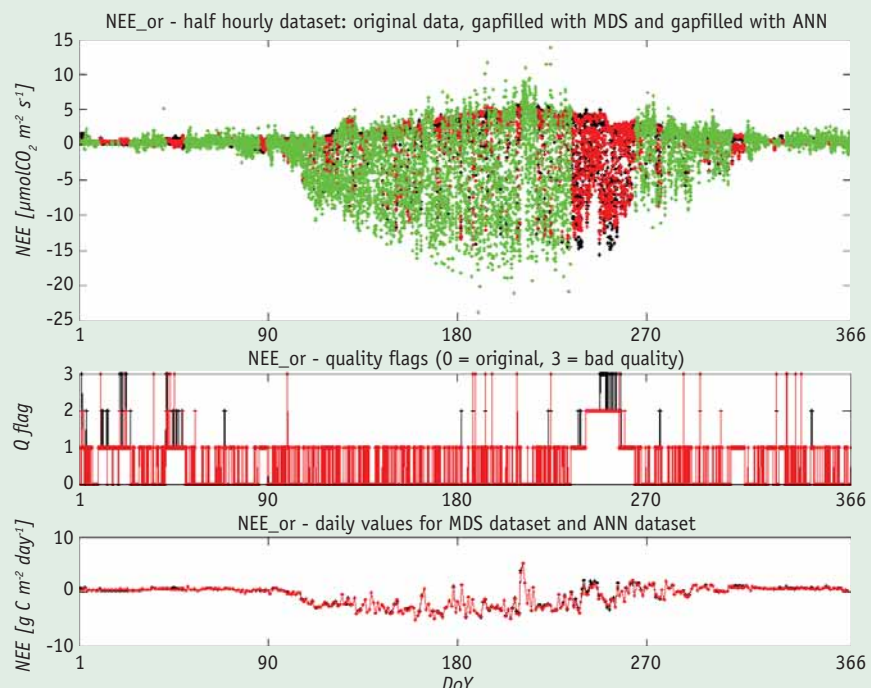 NEE_or - half hourly dataset: original data, gapfilled with MDS and gapfilled with ANN
NEE [µmolCO₂ m⁻² s⁻¹]
15
10
5
0
-5
-10
-15
-20
-25
1 90 180 270 366
NEE_or - quality flags (0 = original, 3 = bad quality)
Q flag
3
2
1
0
1 90 180 270 366
NEE_or - daily values for MDS dataset and ANN dataset
NEE [g C m⁻² day⁻¹]
10
0
-10
1 90 180 270 366
DoY